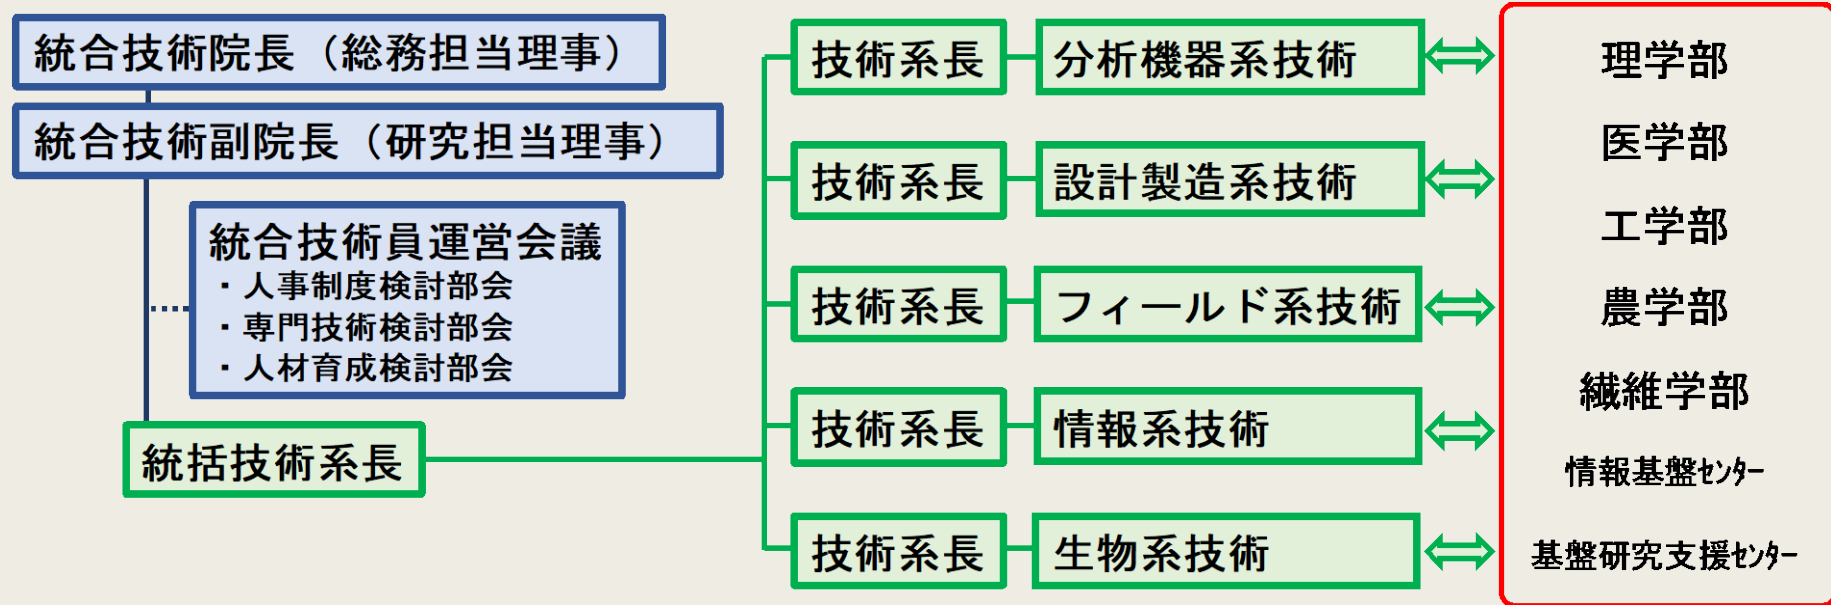 統合技術院長（総務担当理事）
統合技術副院長（研究担当理事）
統合技術員運営会議
・人事制度検討部会
・専門技術検討部会
・人材育成検討部会
統括技術系長
技術系長
分析機器系技術
技術系長
設計製造系技術
技術系長
フィールド系技術
技術系長
情報系技術
技術系長
生物系技術
理学部
医学部
工学部
農学部
繊維学部
情報基盤ｾﾝﾀｰ
基盤研究支援ｾﾝﾀｰ